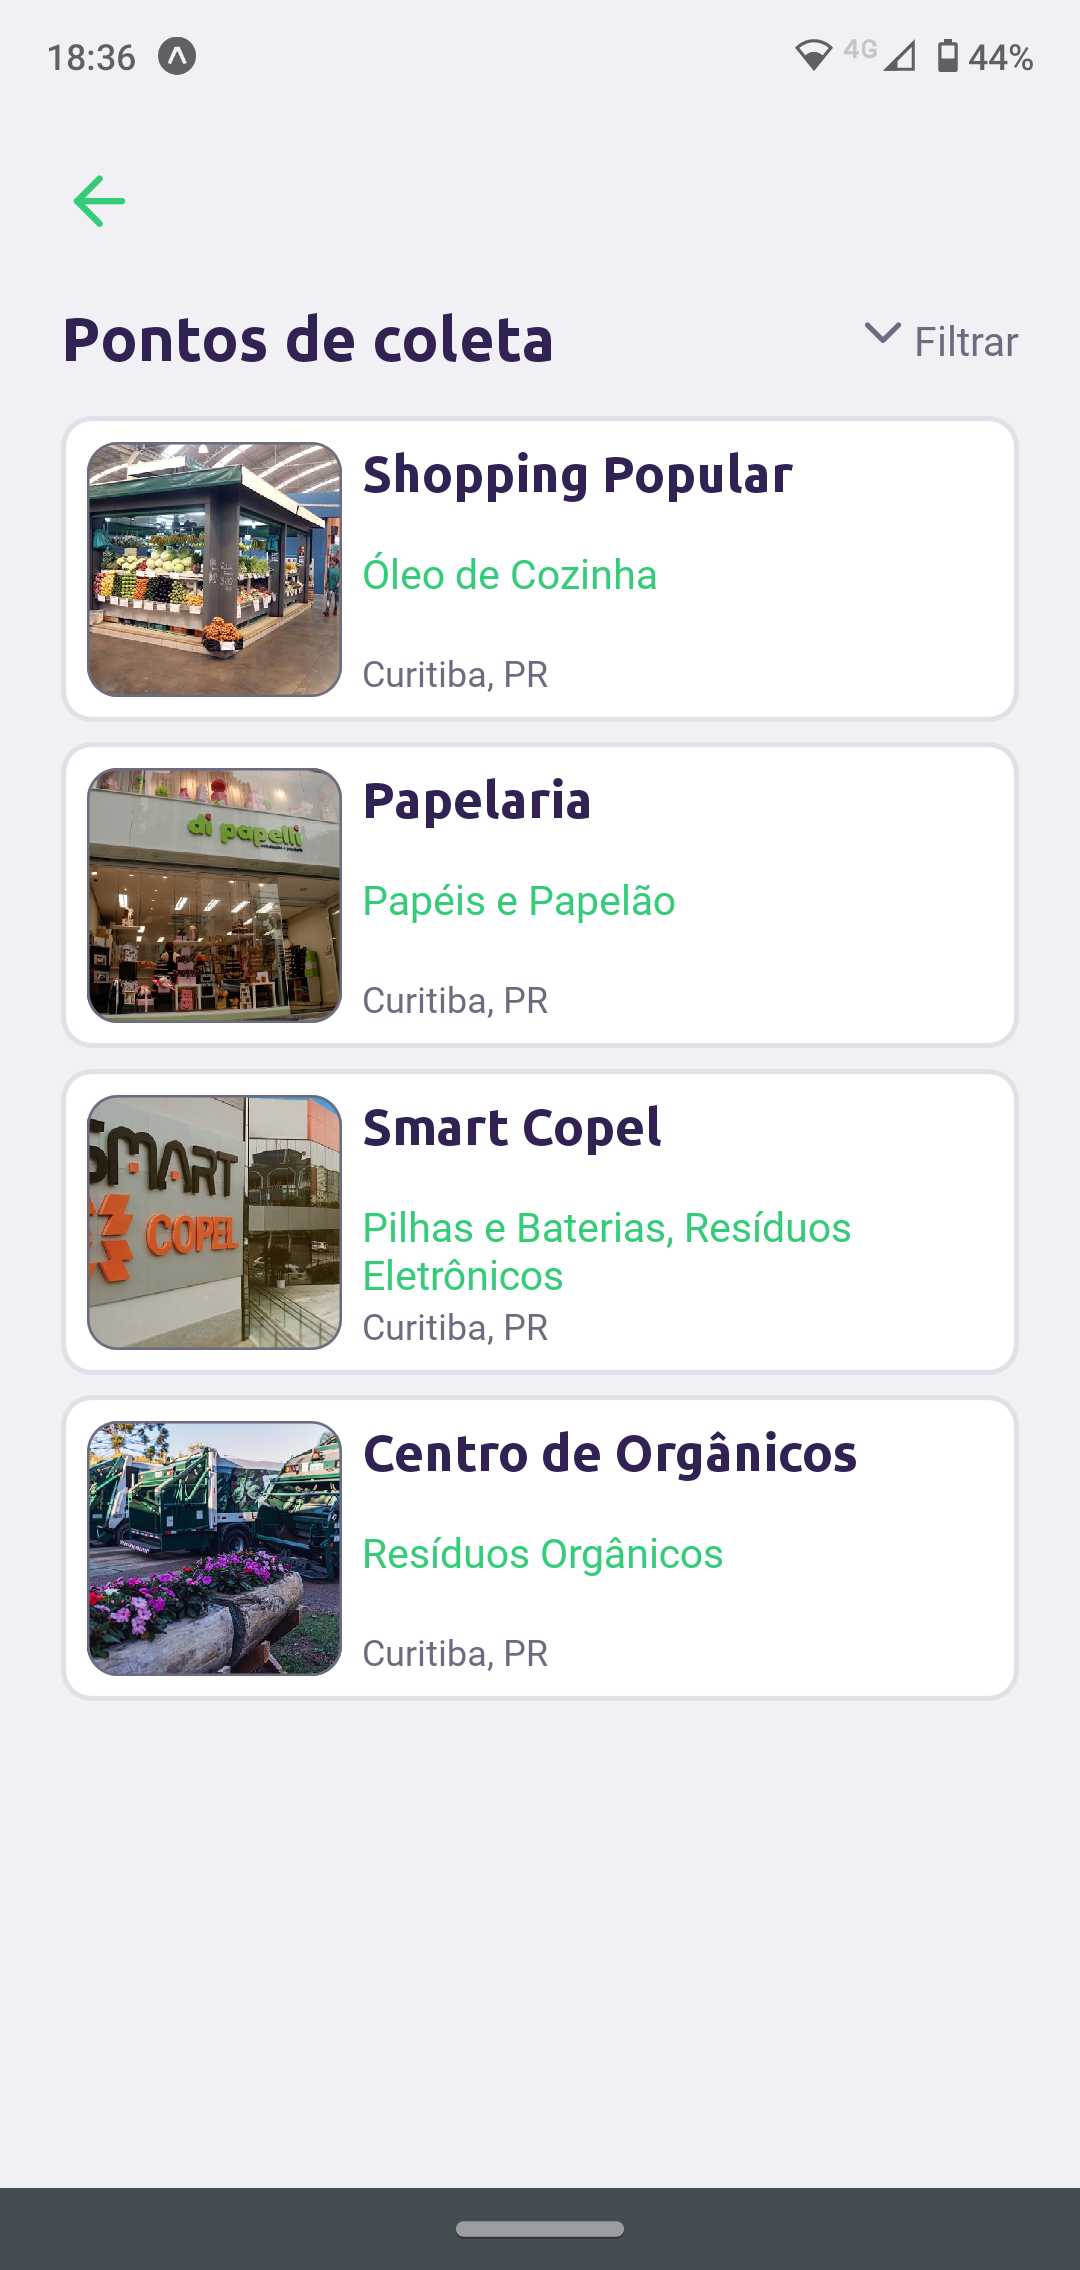 18:36
4G
44%
Pontos de coleta
Filtrar
Shopping Popular
Óleo de Cozinha
Curitiba, PR
di papelli
Papelaria
Papéis e Papelão
Curitiba, PR
SMART
COPEL
Smart Copel
Pilhas e Baterias, Resíduos
Eletrônicos
Curitiba, PR
Centro de Orgânicos
Resíduos Orgânicos
Curitiba, PR